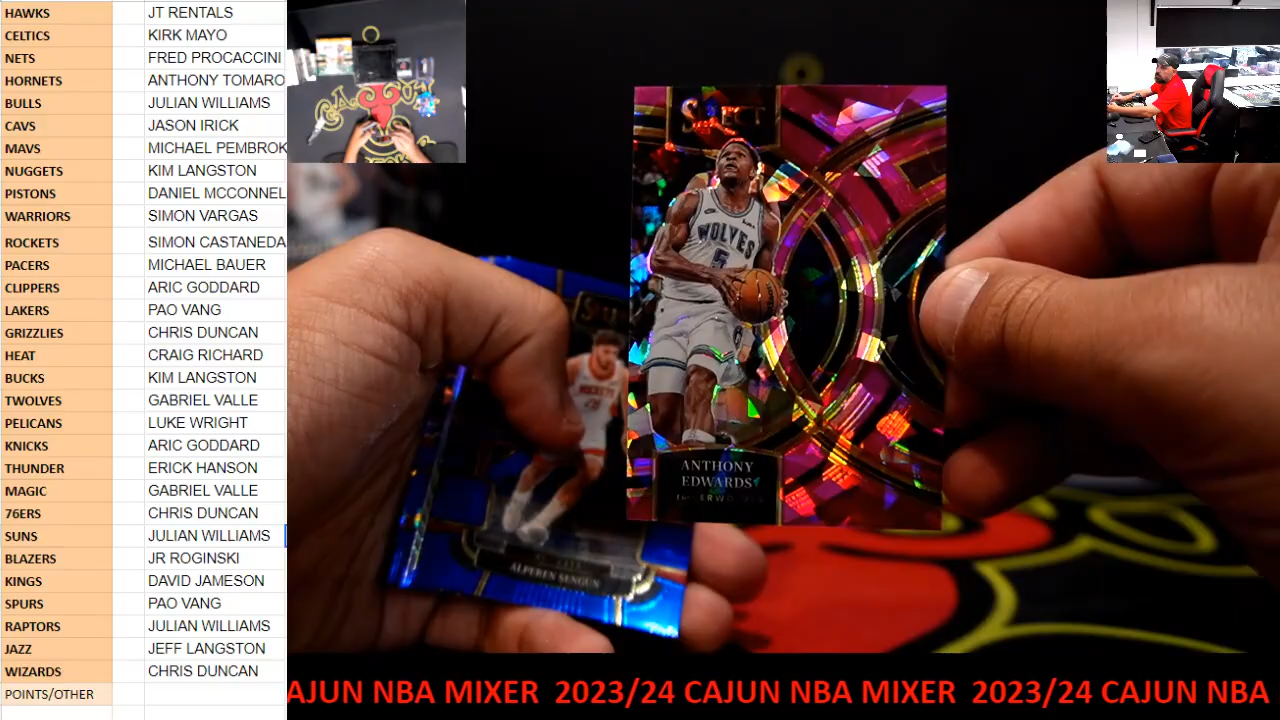 HAWKS JT RENTALS
CELTICS KIRK MAYO
NETS FRED PROCACCINI
HORNETS ANTHONY TOMARO
BULLS JULIAN WILLIAMS
CAVS JASON IRICK
MAVS MICHAEL PEMBROK
NUGGETS KIM LANGSTON
PISTONS DANIEL MCCONNEL
WARRIORS SIMON VARGAS
ROCKETS SIMON CASTANEDA
PACERS MICHAEL BAUER
CLIPPERS ARIC GODDARD
LAKERS PAO VANG
GRIZZLIES CHRIS DUNCAN
HEAT CRAIG RICHARD
BUCKS KIM LANGSTON
TWOLVES GABRIEL VALLE
PELICANS LUKE WRIGHT
KNICKS ARIC GODDARD
THUNDER ERICK HANSON
MAGIC GABRIEL VALLE
76ERS CHRIS DUNCAN
SUNS JULIAN WILLIAMS
BLAZERS JR ROGINSKI
KINGS DAVID JAMESON
SPURS PAO VANG
RAPTORS JULIAN WILLIAMS
JAZZ JEFF LANGSTON
WIZARDS CHRIS DUNCAN
POINTS/OTHER
SELECT
WOLVES
5
ANTHONY
EDWARDS
ROCKETS
ALPEREN SENGUN
AJUN NBA MIXER 2023/24 CAJUN NBA MIXER 2023/24 CAJUN NBA